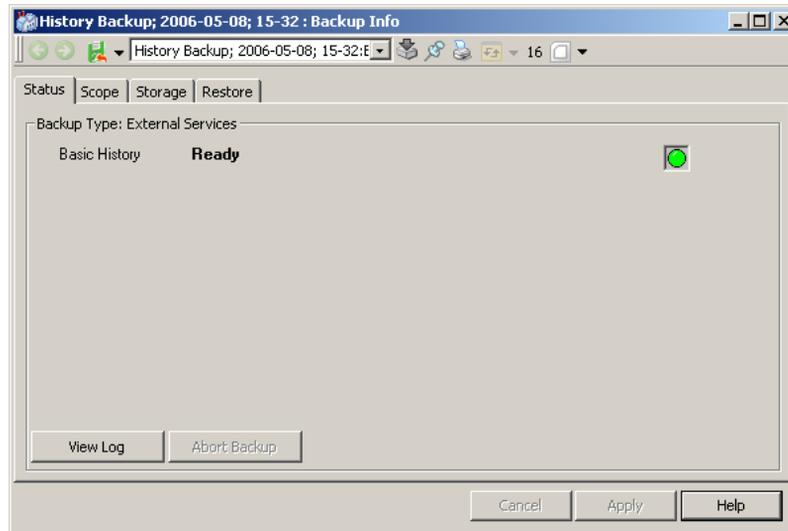 History Backup; 2006-05-08; 15-32 : Backup Info
History Backup; 2006-05-08; 15-32:E 16
Status Scope Storage Restore
Backup Type: External Services
Basic History Ready
View Log Abort Backup
Cancel Apply Help